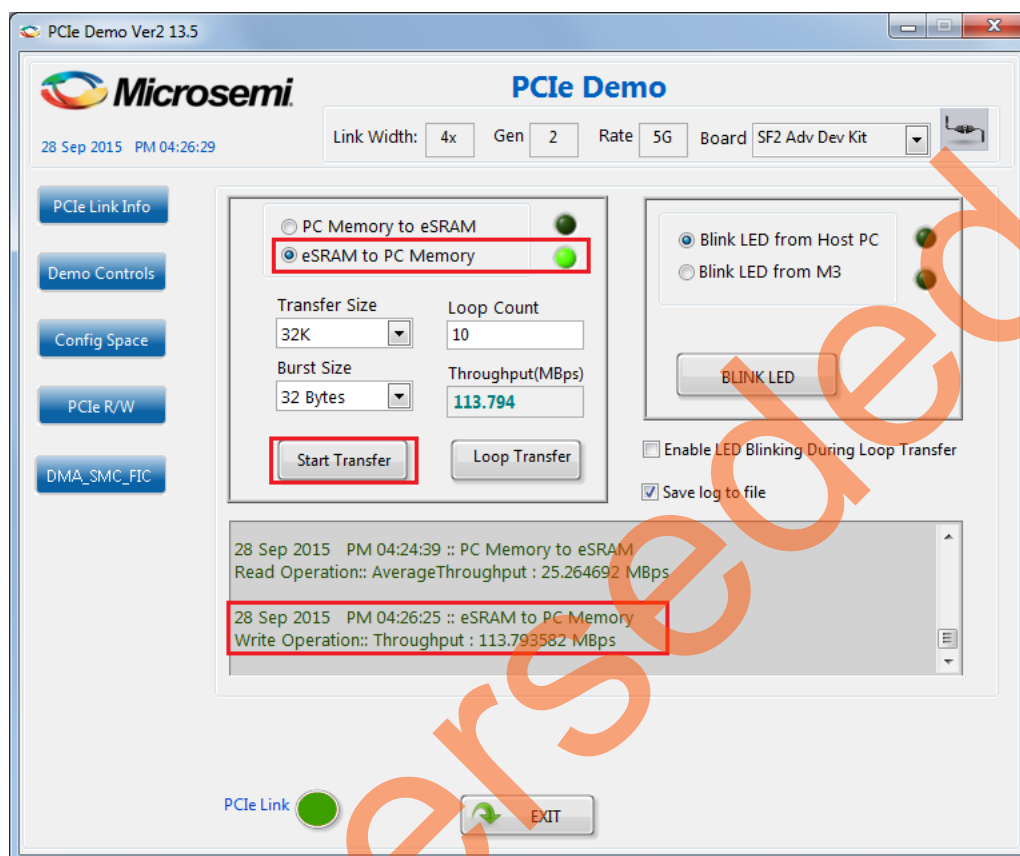 PCIe Demo Ver2 13.5
Microsemi.
PCIe Demo
28 Sep 2015 PM 04:26:29
Link Width: 4x Gen 2 Rate 5G Board SF2 Adv Dev Kit
PCIe Link Info
Demo Controls
Config Space
PCIe R/W
DMA_SMC_FIC
PC Memory to eSRAM
eSRAM to PC Memory
Transfer Size Loop Count
32K 10
Burst Size Throughput(MBps)
32 Bytes 113.794
Start Transfer Loop Transfer
Blink LED from Host PC
Blink LED from M3
BLINK LED
Enable LED Blinking During Loop Transfer
Save log to file
28 Sep 2015 PM 04:24:39 :: PC Memory to eSRAM
Read Operation:: AverageThroughput : 25.264692 MBps
28 Sep 2015 PM 04:26:25 :: eSRAM to PC Memory
Write Operation:: Throughput : 113.793582 MBps
PCIe Link
EXIT
erseded